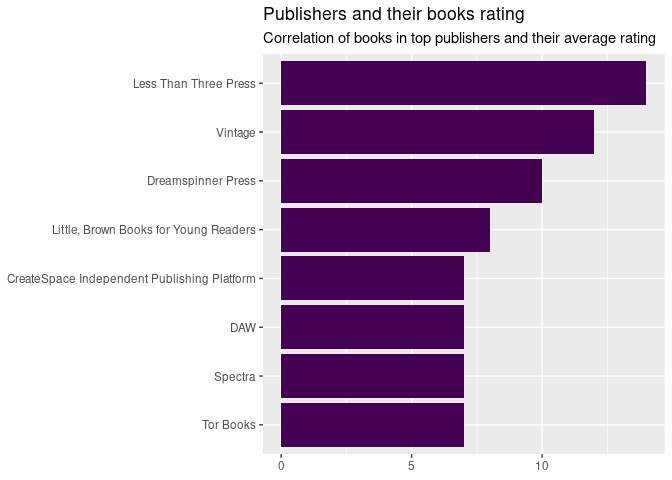 Publishers and their books rating
Correlation of books in top publishers and their average rating
Less Than Three Press
Vintage
Dreamspinner Press
Little, Brown Books for Young Readers
CreateSpace Independent Publishing Platform
DAW
Spectra
Tor Books
0 5 10